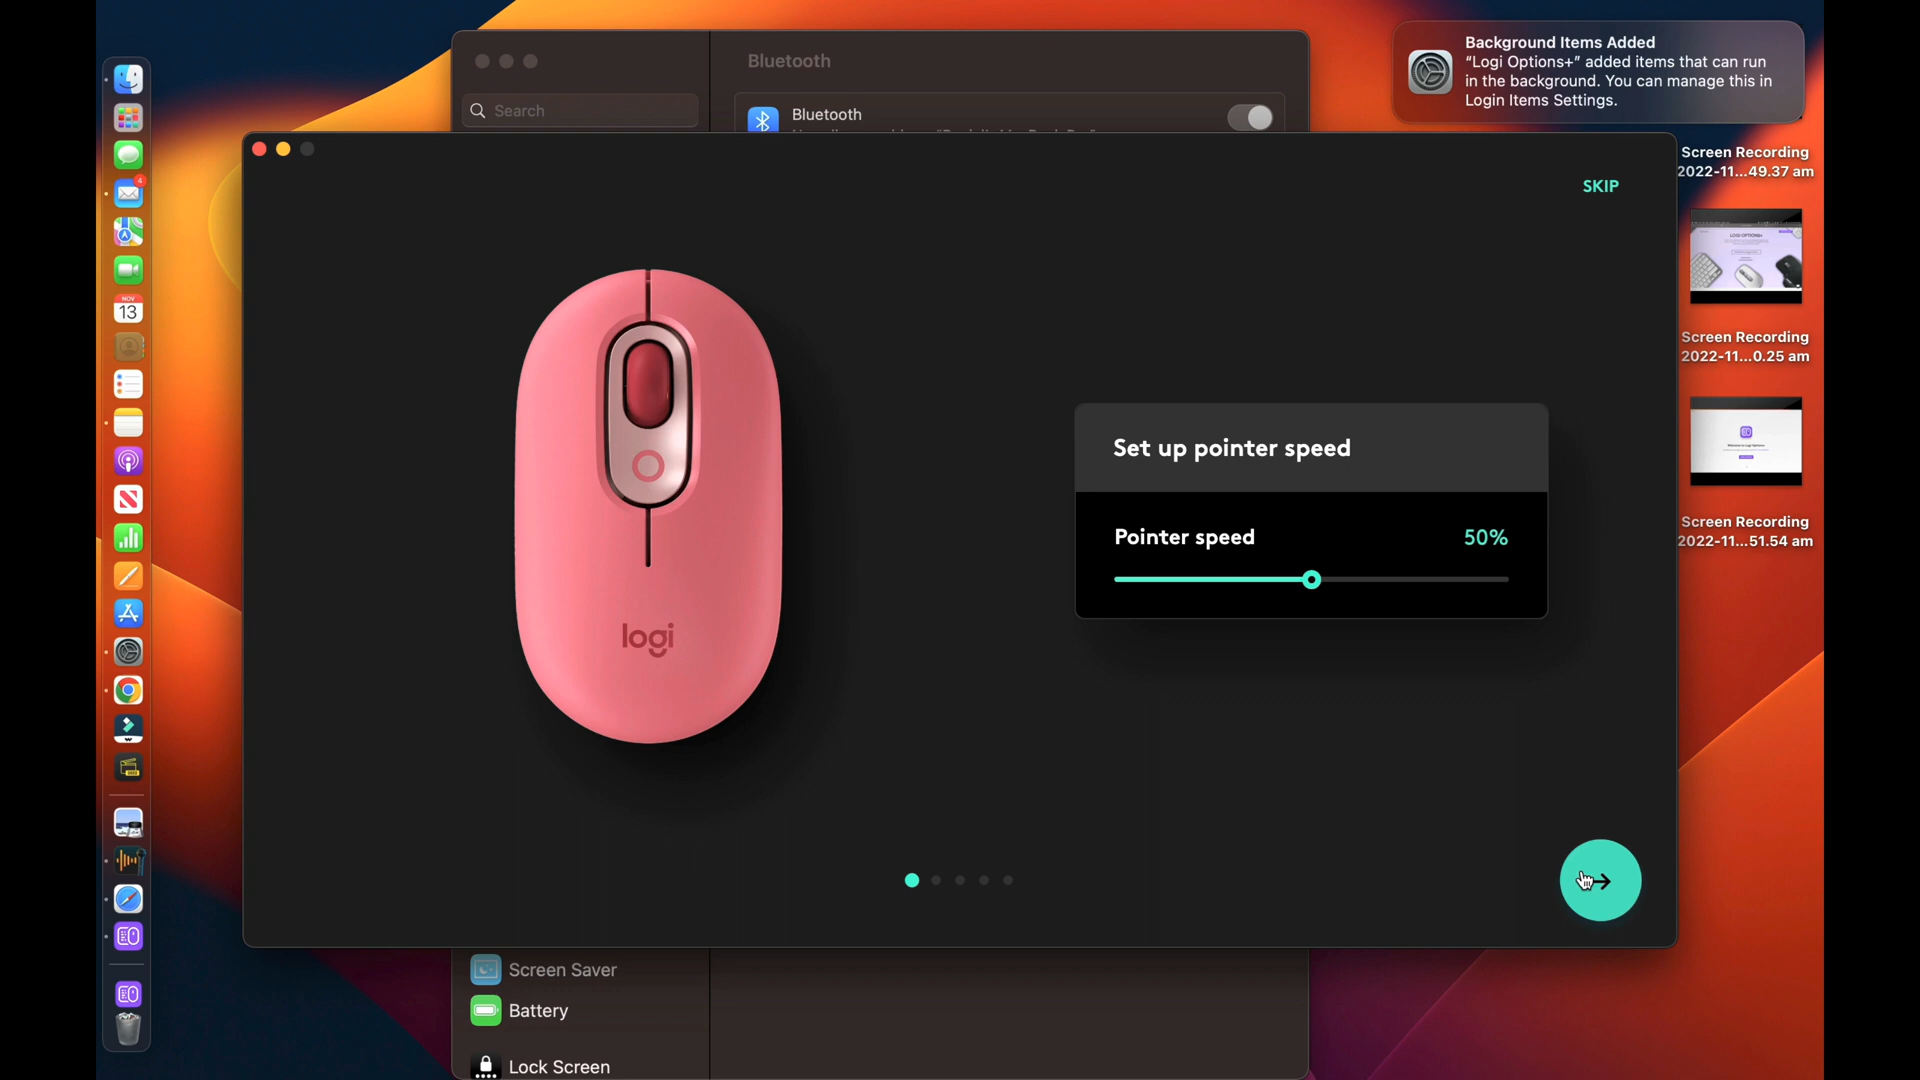 Bluetooth
Search
Bluetooth
Background Items Added
“Logi Options+” added items that can run
in the background. You can manage this in
Login Items Settings.
SKIP
Screen Recording
2022-11...49.37 am
Screen Recording
2022-11...0.25 am
Screen Recording
2022-11...51.54 am
4
NOV
13
logi
Set up pointer speed
Pointer speed
50%
Screen Saver
Battery
Lock Screen